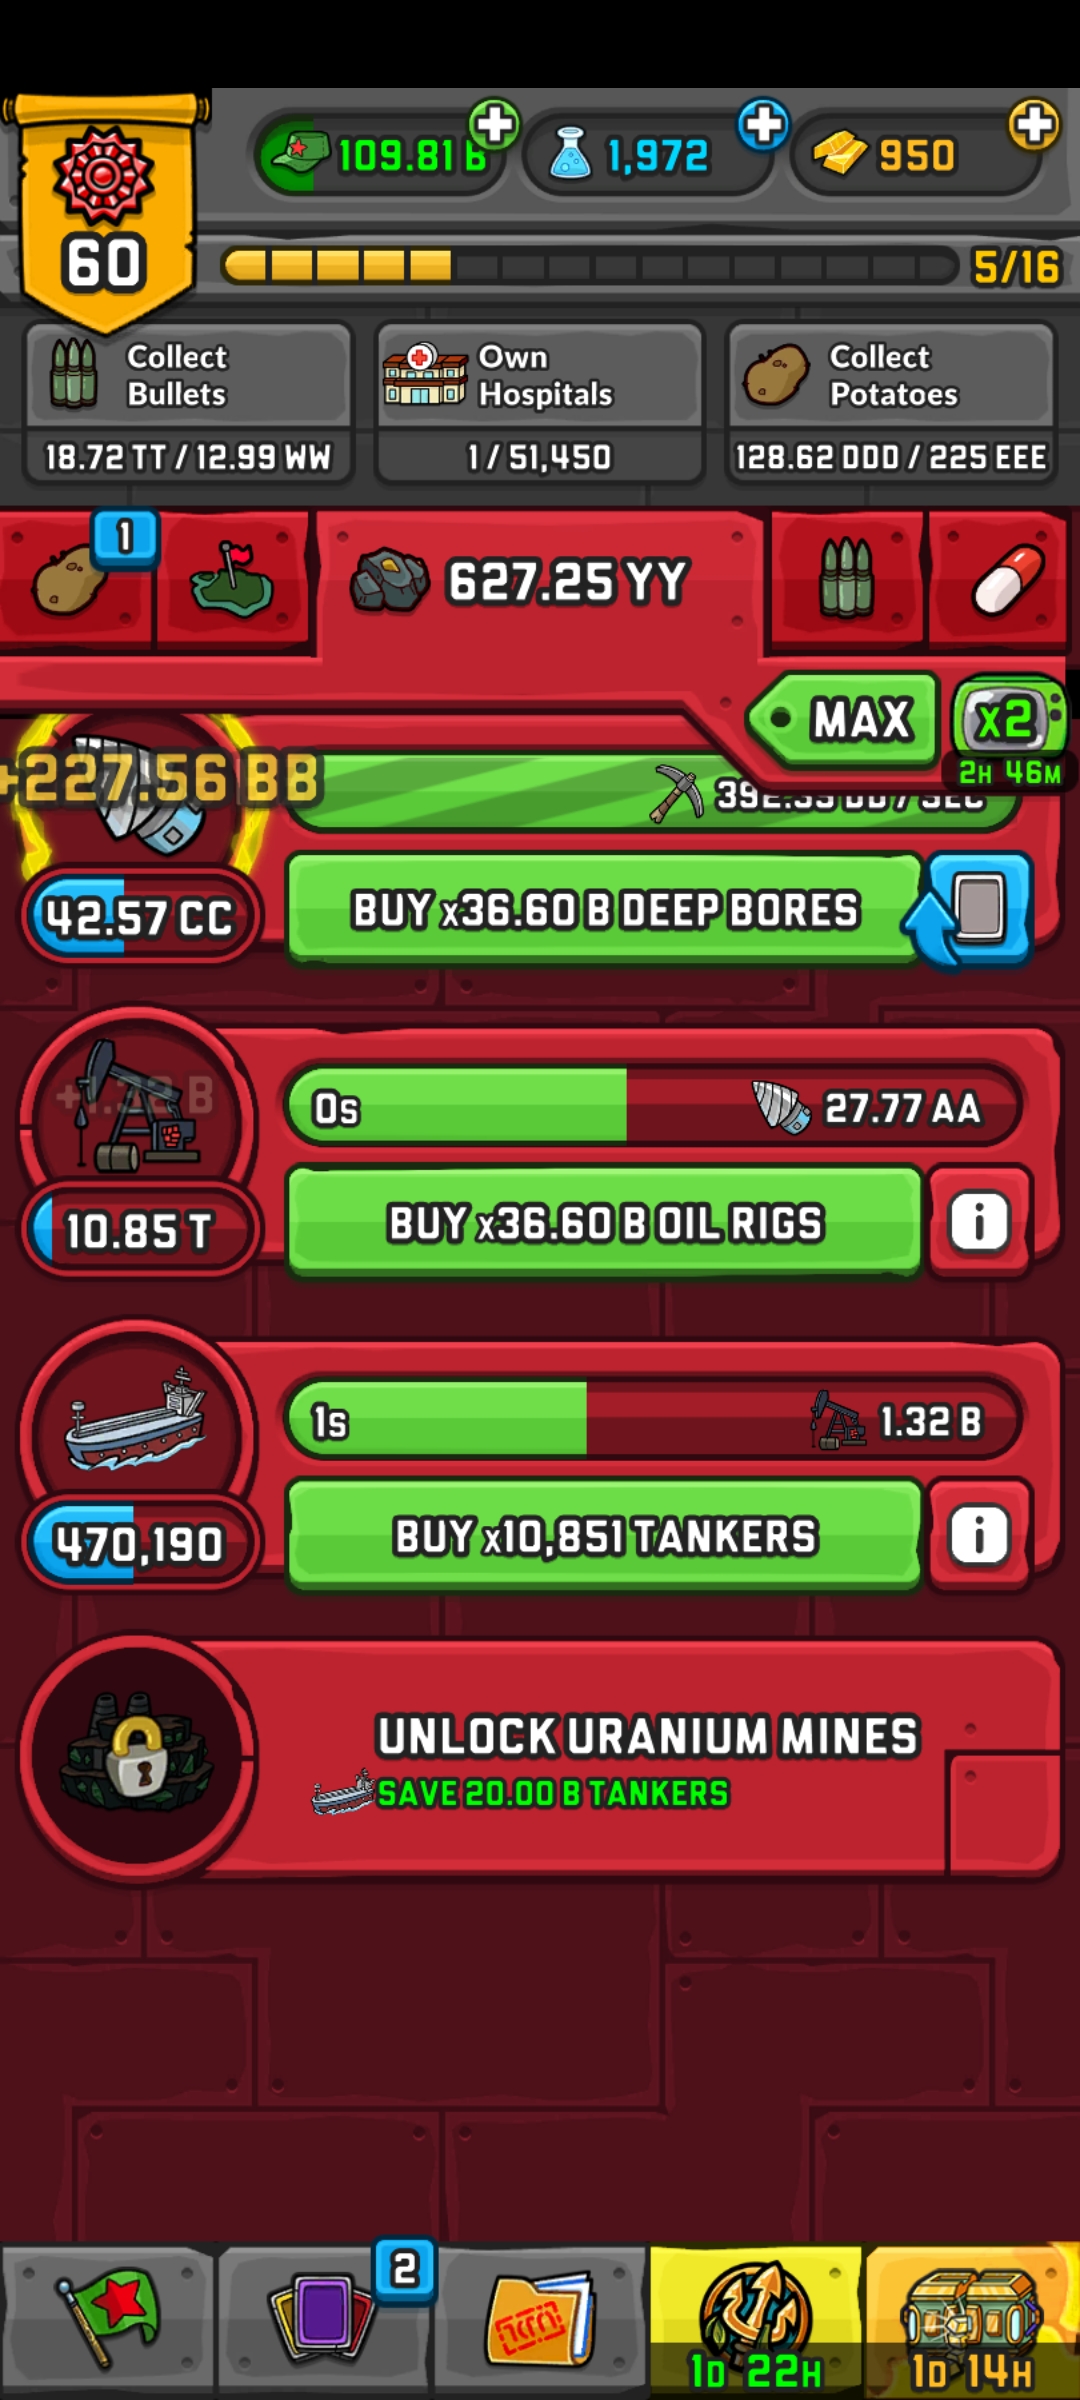 109.81 B
1,972
950
60
5/16
Collect
Bullets
18.72 TT / 12.99 WW
Own
Hospitals
1 / 51,450
Collect
Potatoes
128.62 DDD / 225 EEE
1
627.25 YY
MAX
x2
2H 46M
+227.56 BB
42.57 CC
BUY x36.60 B DEEP BORES
+1.32 B
0s
27.77 AA
10.85 T
BUY x36.60 B OIL RIGS
i
1s
1.32 B
470,190
BUY x10,851 TANKERS
i
UNLOCK URANIUM MINES
SAVE 20.00 B TANKERS
2
1D 22H
1D 14H